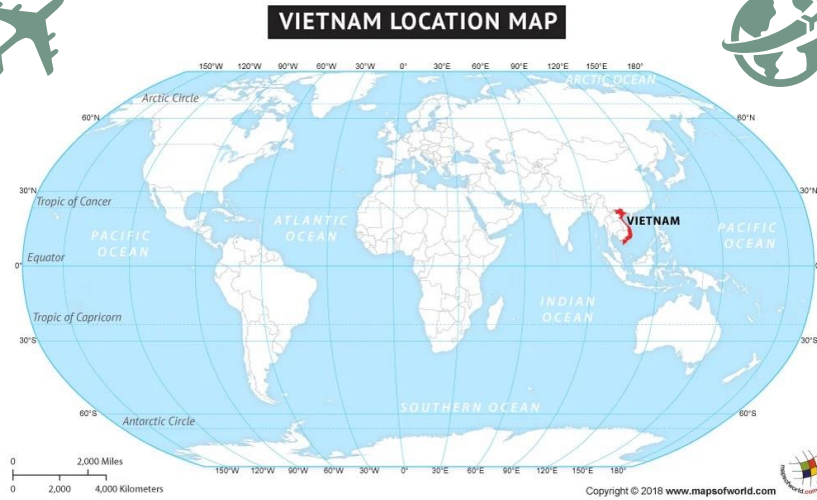 VIETNAM LOCATION MAP
150°W 120°W 90°W 60°W 30°W 0° 30°E 60°E 90°E 120°E 150°E 180°
ARCTIC OCEAN
Arctic Circle
60°N 60°N
30°N 30°N
Tropic of Cancer
VIETNAM
ATLANTIC
OCEAN
PACIFIC
OCEAN
PACIFIC
OCEAN
Equator
0° 0°
INDIAN
OCEAN
Tropic of Capricorn
30°S 30°S
SOUTHERN OCEAN
60°S 60°S
Antarctic Circle
150°W 120°W 90°W 60°W 30°W 0° 30°E 60°E 90°E 120°E 150°E 180°
0 2,000 Miles
0 2,000 4,000 Kilometers
Copyright © 2018 www.mapsofworld.com